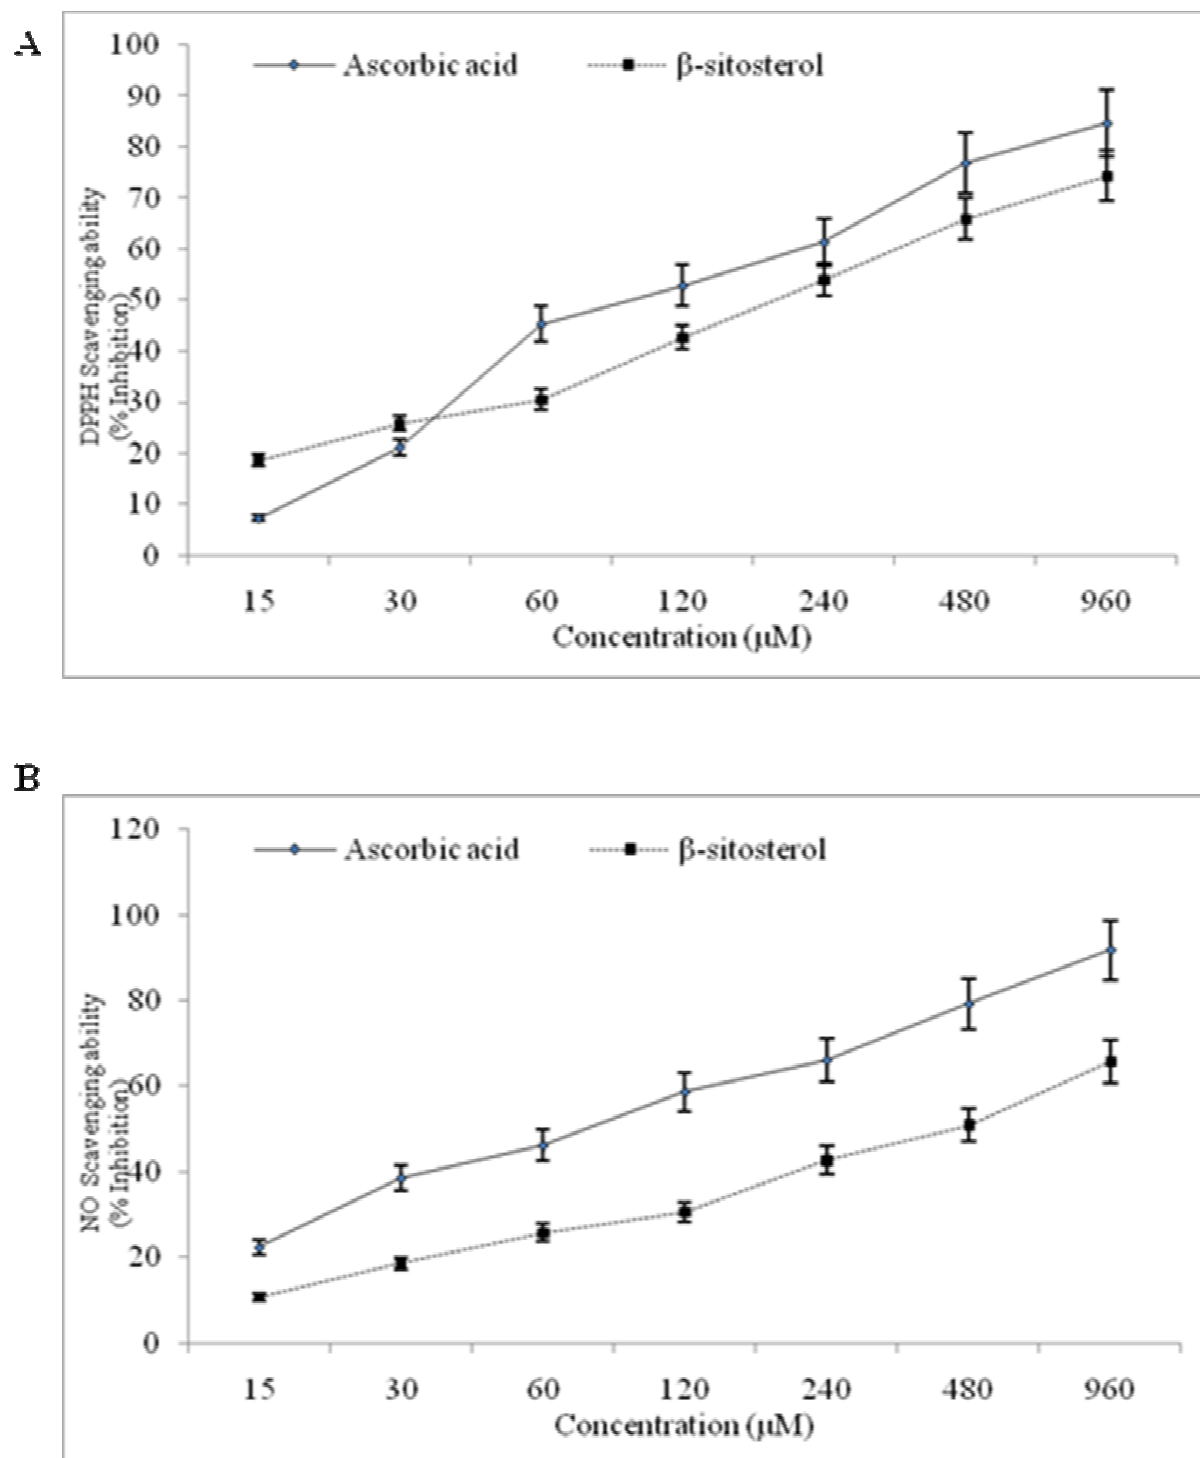 A
100
Ascorbic acid
β-sitosterol
90
80
70
60
50
40
30
20
10
0
DPPH Scavenging ability
(% Inhibition)
15 30 60 120 240 480 960
Concentration (μM)
B
120
Ascorbic acid
β-sitosterol
100
80
60
40
20
0
NO Scavenging ability
(% Inhibition)
15 30 60 120 240 480 960
Concentration (μM)